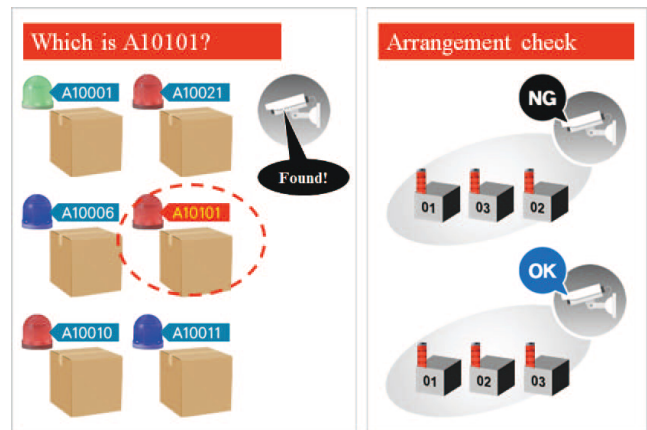 Which is A10101?
A10001
A10021
Found!
A10006
A10101
A10010
A10011
Arrangement check
NG
01
03
02
OK
01
02
03